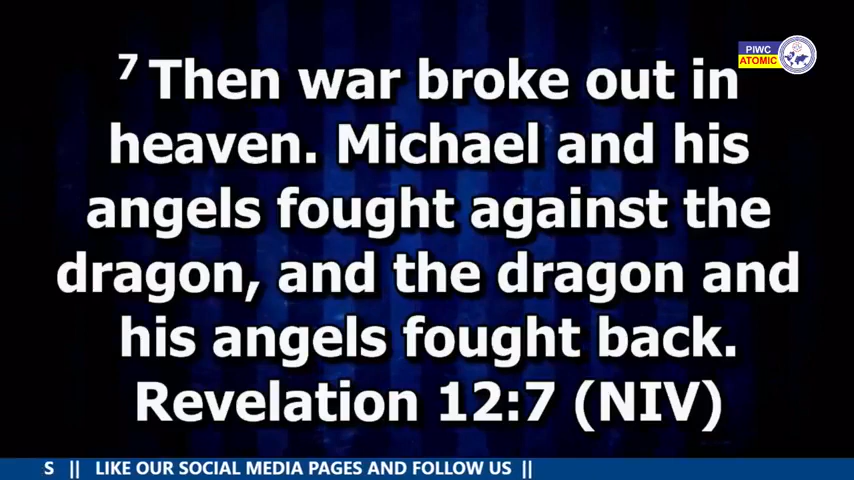 PIWC
ATOMIC
7 Then war broke out in
heaven. Michael and his
angels fought against the
dragon, and the dragon and
his angels fought back.
Revelation 12:7 (NIV)
S || LIKE OUR SOCIAL MEDIA PAGES AND FOLLOW US ||